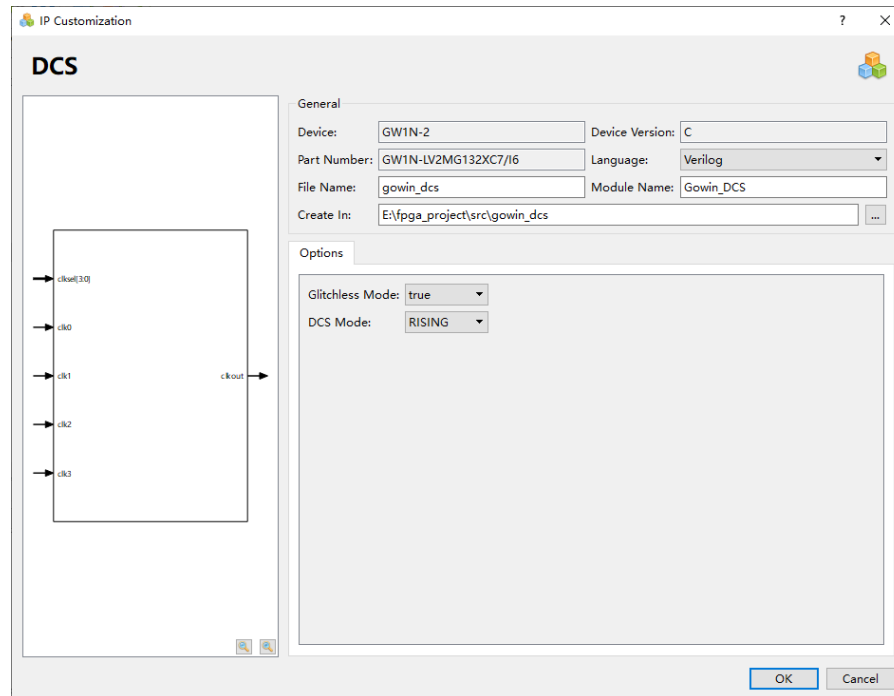 IP Customization
? ×
DCS
General
Device: GW1N-2 Device Version: C
Part Number: GW1N-LV2MG132XC7/I6 Language: Verilog
File Name: gowin_dcs Module Name: Gowin_DCS
Create In: E:\fpga_project\src\gowin_dcs ...
Options
Glitchless Mode: true
DCS Mode: RISING
clksel[3:0]
clk0
clk1
clkout
clk2
clk3
OK Cancel